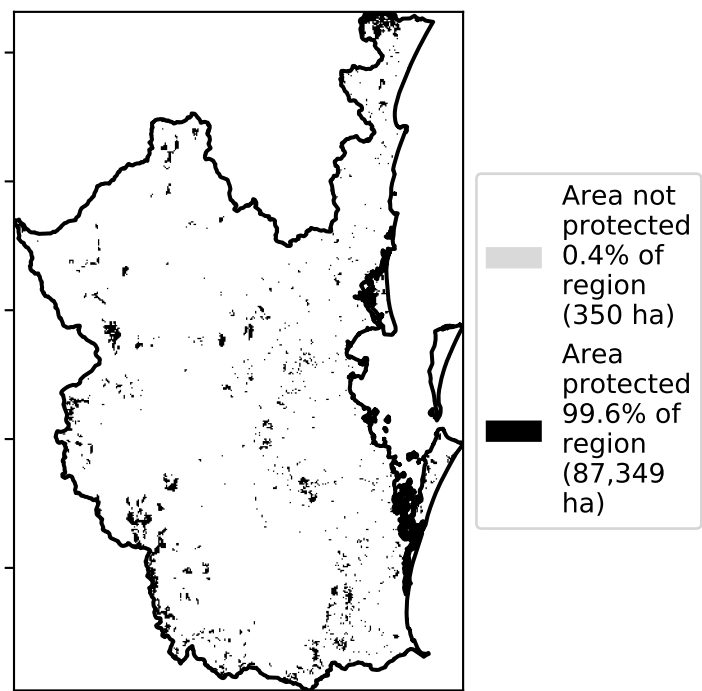 Area not
protected
0.4% of
region
(350 ha)
Area
protected
99.6% of
region
(87,349
ha)